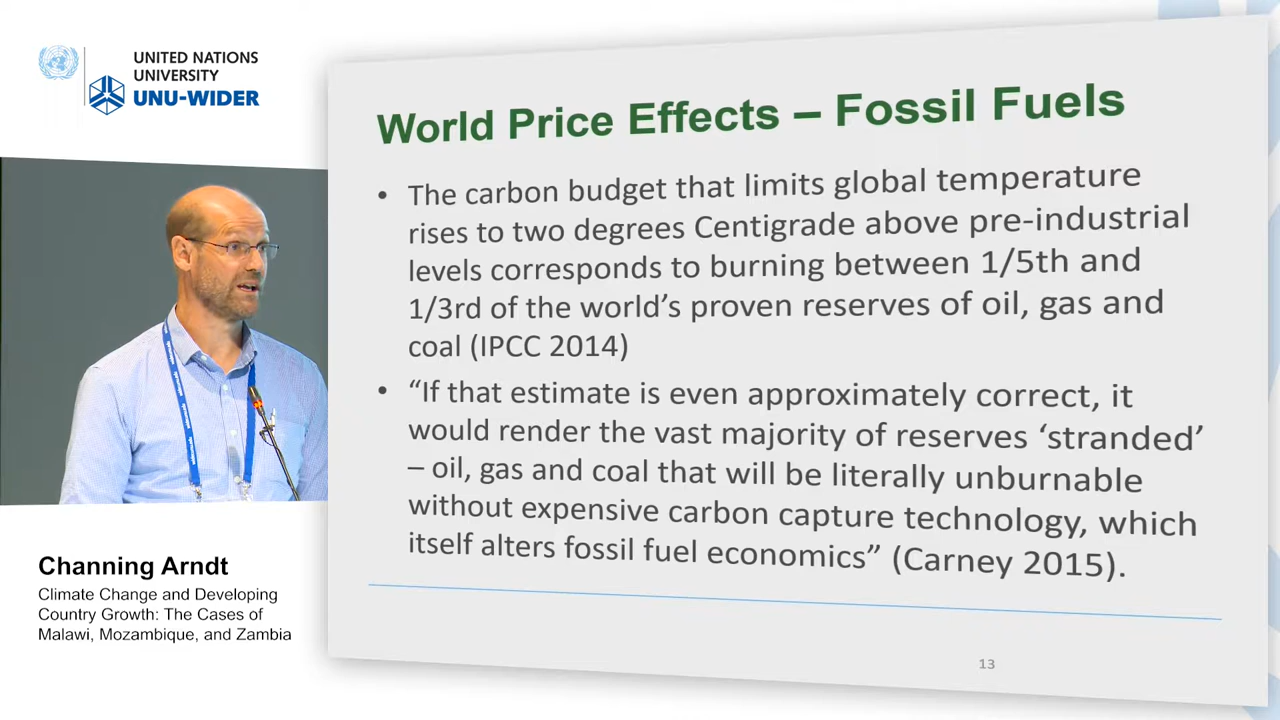 UNITED NATIONS
UNIVERSITY
UNU-WIDER
Channing Arndt
Climate Change and Developing
Country Growth: The Cases of
Malawi, Mozambique, and Zambia
World Price Effects – Fossil Fuels
• The carbon budget that limits global temperature
rises to two degrees Centigrade above pre-industrial
levels corresponds to burning between 1/5th and
1/3rd of the world’s proven reserves of oil, gas and
coal (IPCC 2014)
• “If that estimate is even approximately correct, it
would render the vast majority of reserves ‘stranded’
– oil, gas and coal that will be literally unburnable
without expensive carbon capture technology, which
itself alters fossil fuel economics” (Carney 2015).
13